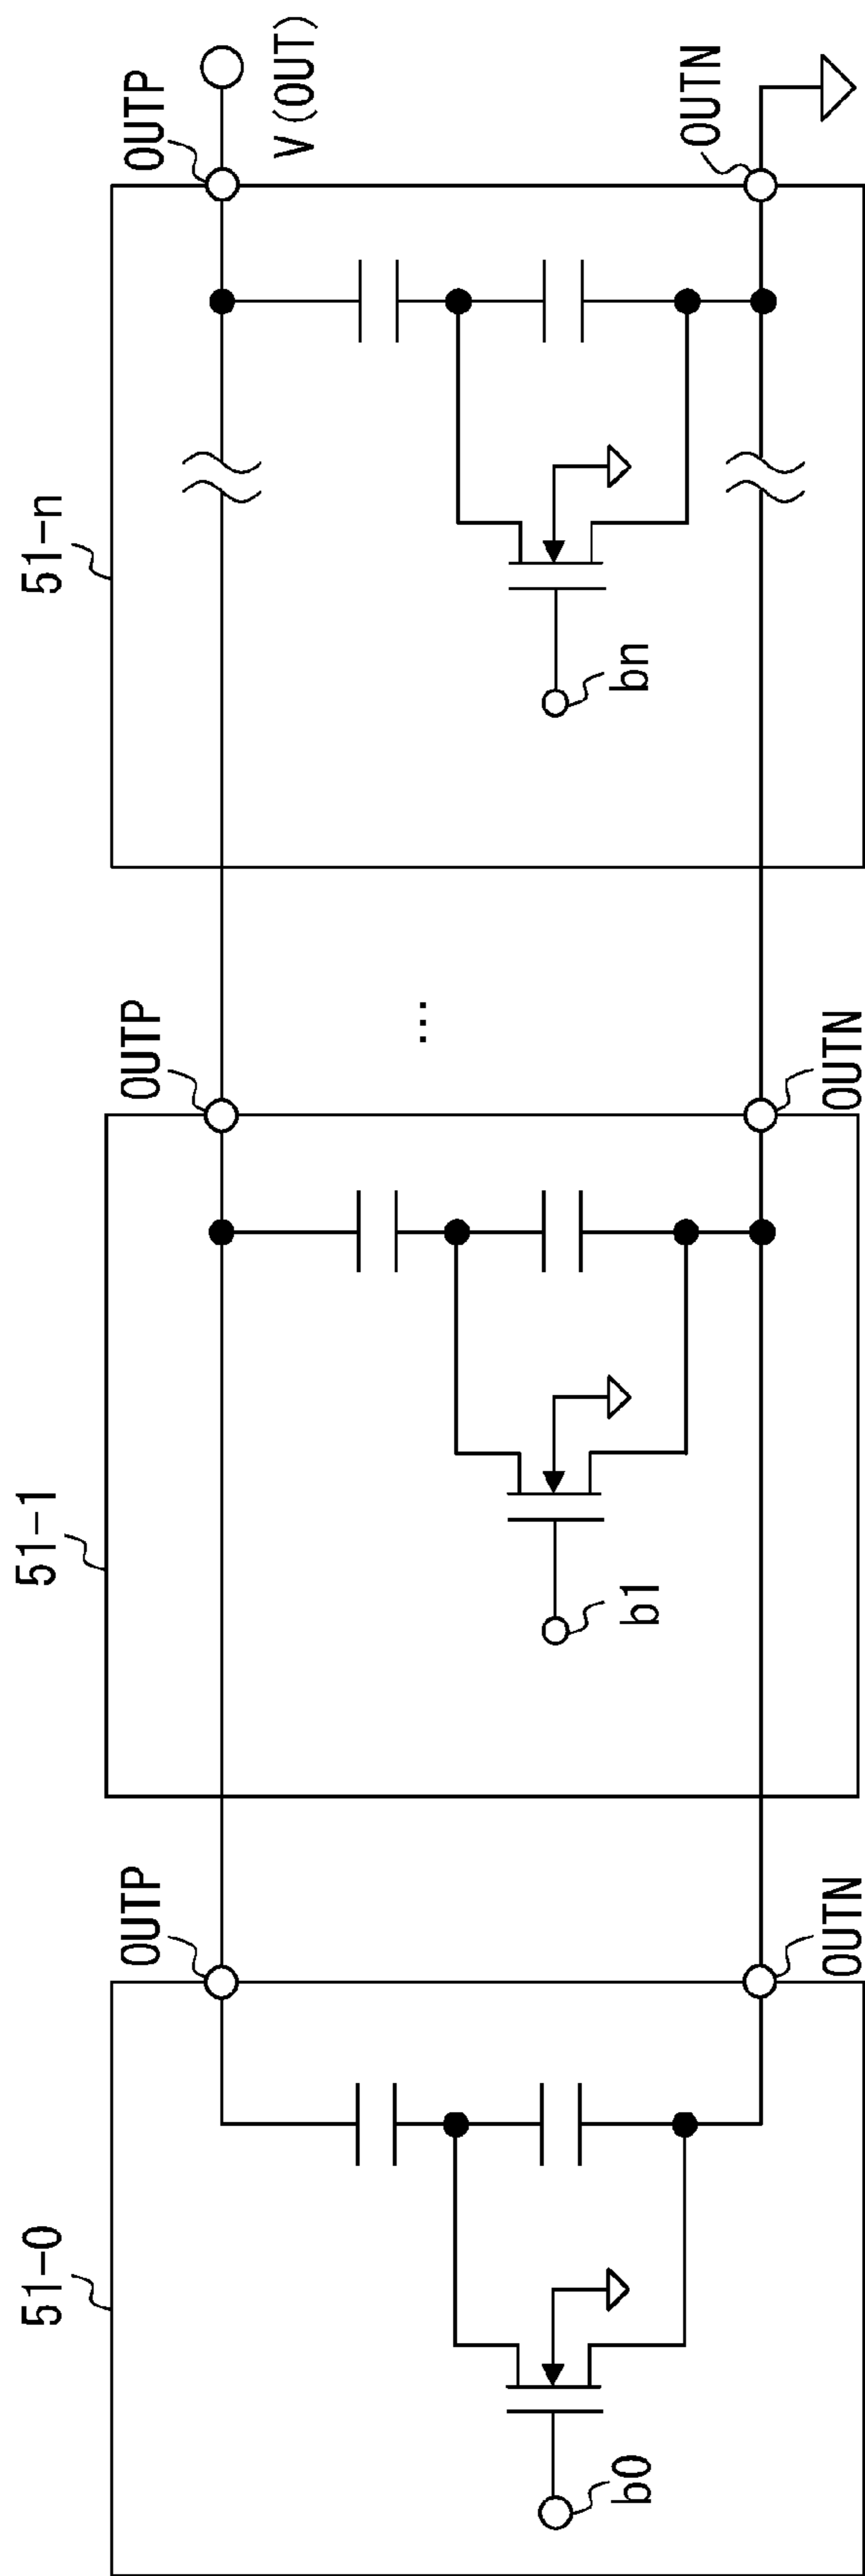 51-0
OUTP
b0
OUTN
51-1
OUTP
b1
OUTN
...
51-n
OUTP
V(OUT)
bn
OUTN